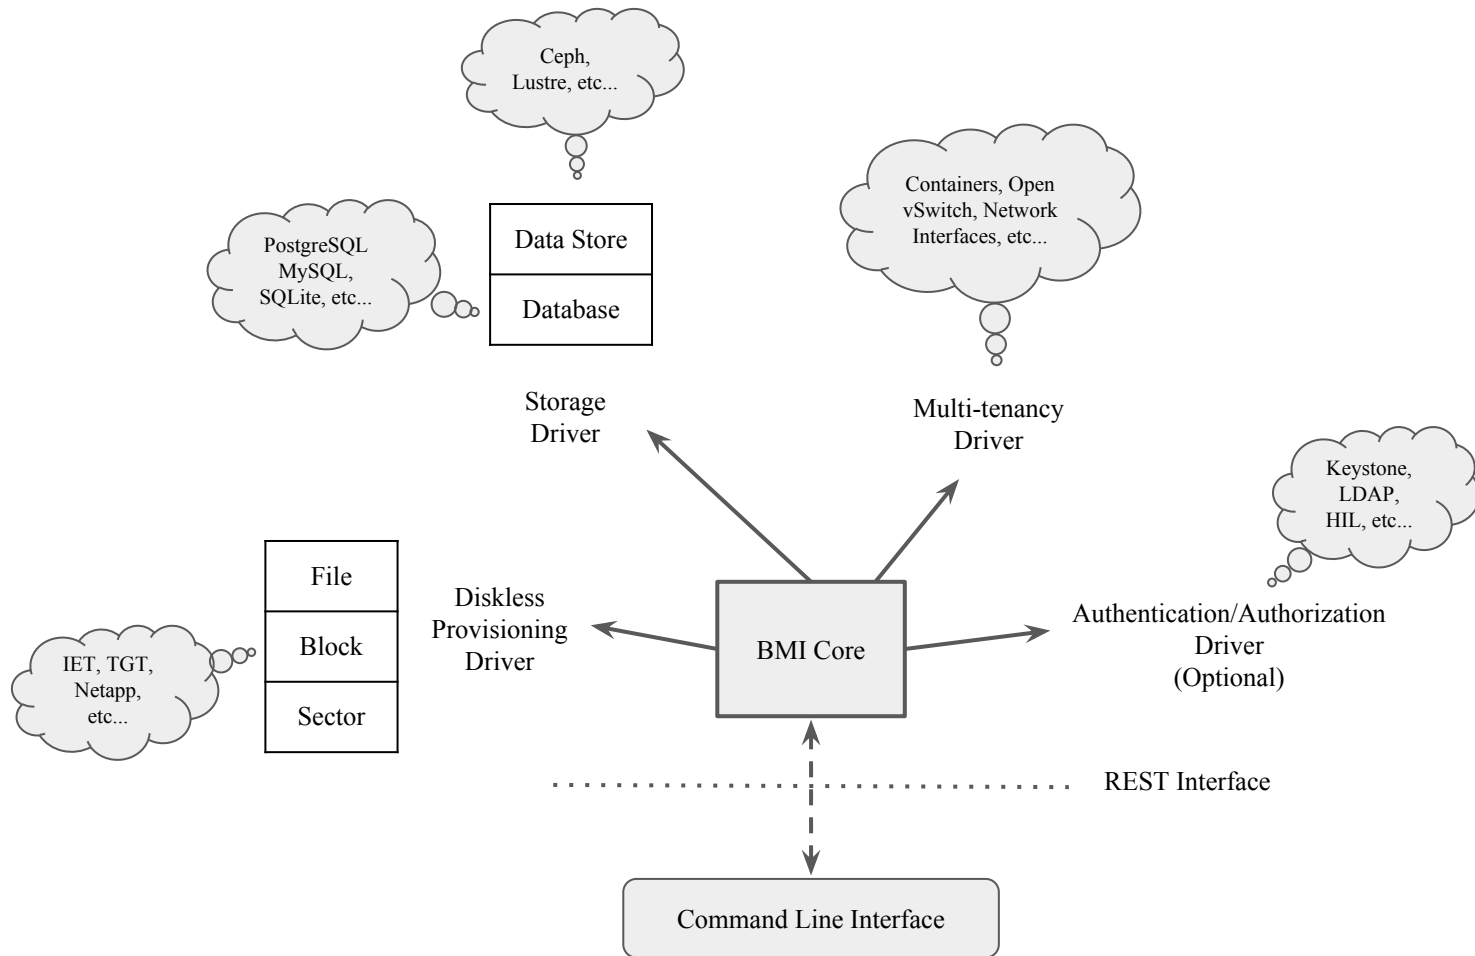 Ceph,
Lustre, etc...
Containers, Open
vSwitch, Network
Interfaces, etc...
PostgreSQL
MySQL,
SQLite, etc...
Data Store
Database
Storage
Driver
Multi-tenancy
Driver
Keystone,
LDAP,
HIL, etc...
File
Block
Sector
IET, TGT,
Netapp,
etc...
Diskless
Provisioning
Driver
BMI Core
Authentication/Authorization
Driver
(Optional)
REST Interface
Command Line Interface